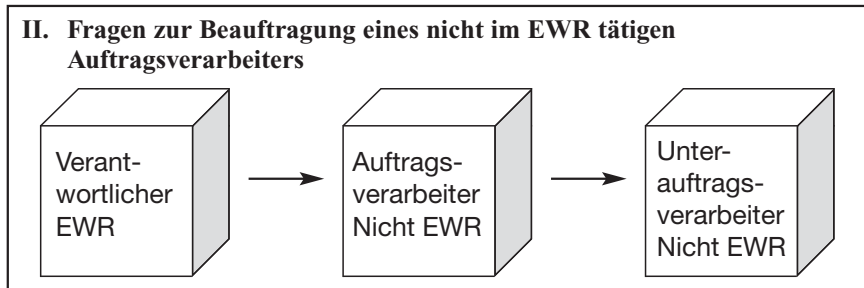 II. Fragen zur Beauftragung eines nicht im EWR tätigen
Auftragsverarbeiters
Verant-
wortlicher
EWR
Auftrags-
verarbeiter
Nicht EWR
Unter-
auftrags-
verarbeiter
Nicht EWR